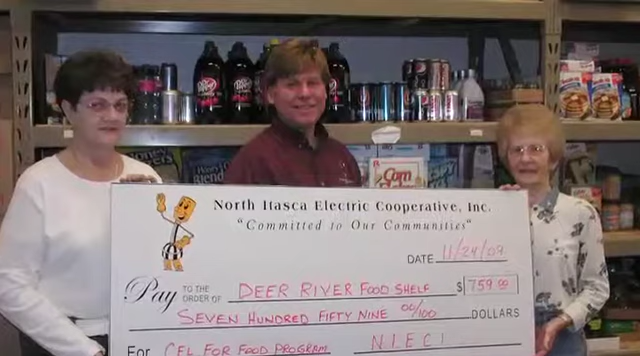 North Itasca Electric Cooperative, Inc.
"Committed to Our Communities"
DATE 11/24/09
Pay TO THE ORDER OF DEER RIVER FOOD SHELF $ 759.00
SEVEN HUNDRED FIFTY NINE 00/100 DOLLARS
For CFL FOR FOOD PROGRAM N I E C I
Dr Pepper
Corn